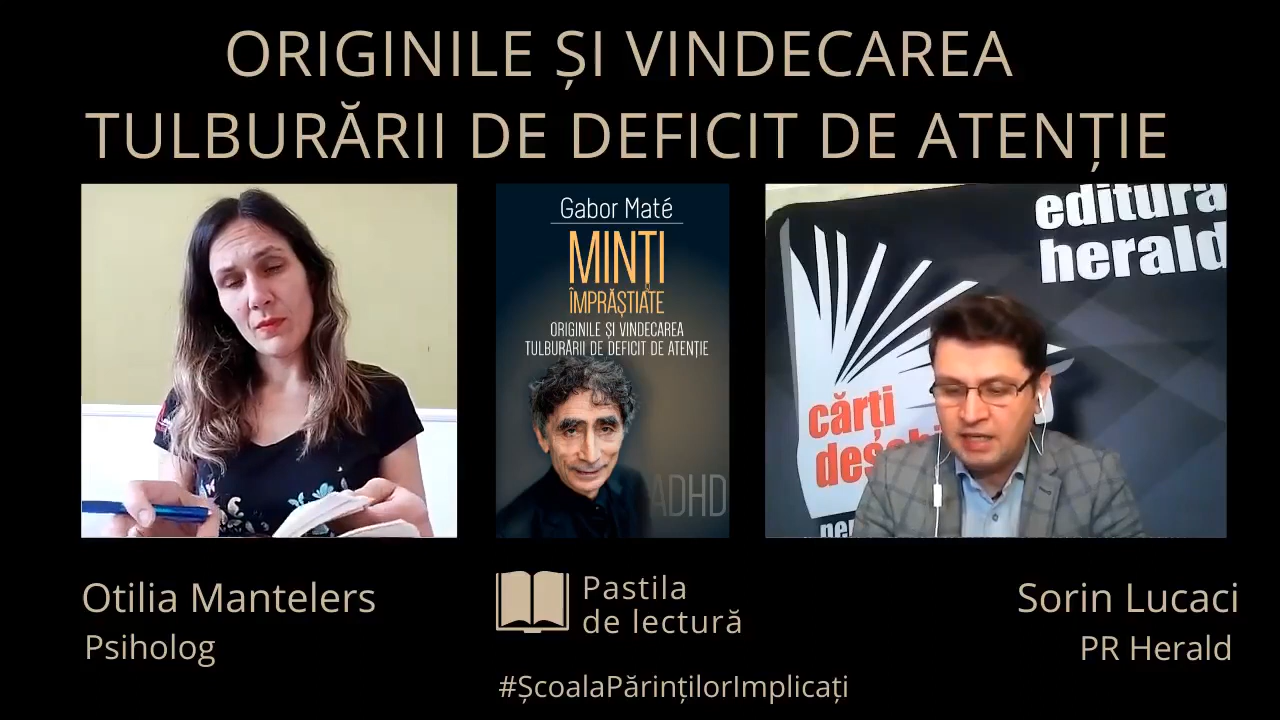 ORIGINILE ȘI VINDECAREA
TULBURĂRII DE DEFICIT DE ATENȚIE
Gabor Maté
MINȚI
ÎMPRĂȘTIATE
ORIGINILE ȘI VINDECAREA
TULBURĂRII DE DEFICIT DE ATENȚIE
ADHD
editura
herald
cărți
Otilia Mantelers
Psiholog
Pastila
de lectură
Sorin Lucaci
PR Herald
#ȘcoalaPărințilorImplicați